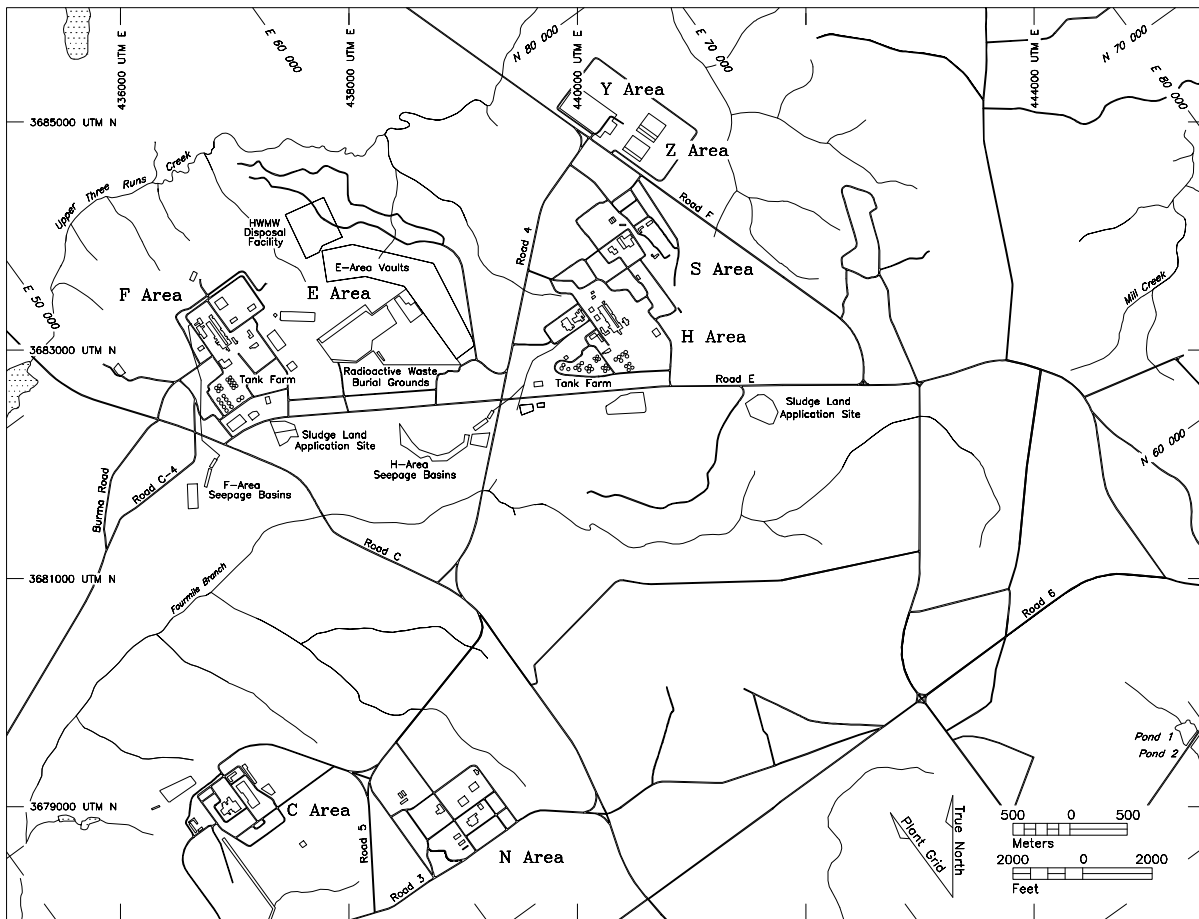 436000 UTM E
E 60 000
438000 UTM E
N 80 000
440000 UTM E
E 70 000
444000 UTM E
N 70 000
E 80 000
3685000 UTM N
Y Area
Z Area
Upper Three Runs Creek
Road F
HWMW
Disposal
Facility
Road 4
E-Area Vaults
S Area
E 50 000
F Area
E Area
Mill Creek
3683000 UTM N
H Area
Radioactive Waste
Burial Grounds
Tank Farm
Tank Farm
Road E
Sludge Land
Application Site
Sludge Land
Application Site
N 60 000
H-Area
Seepage Basins
F-Area
Seepage Basins
Burma Road
Road C-4
Road C
3681000 UTM N
Fourmile Branch
Road 6
Pond 1
Pond 2
3679000 UTM N
C Area
Road 5
N Area
Road 3
Plant Grid
True North
500 0 500
Meters
2000 0 2000
Feet